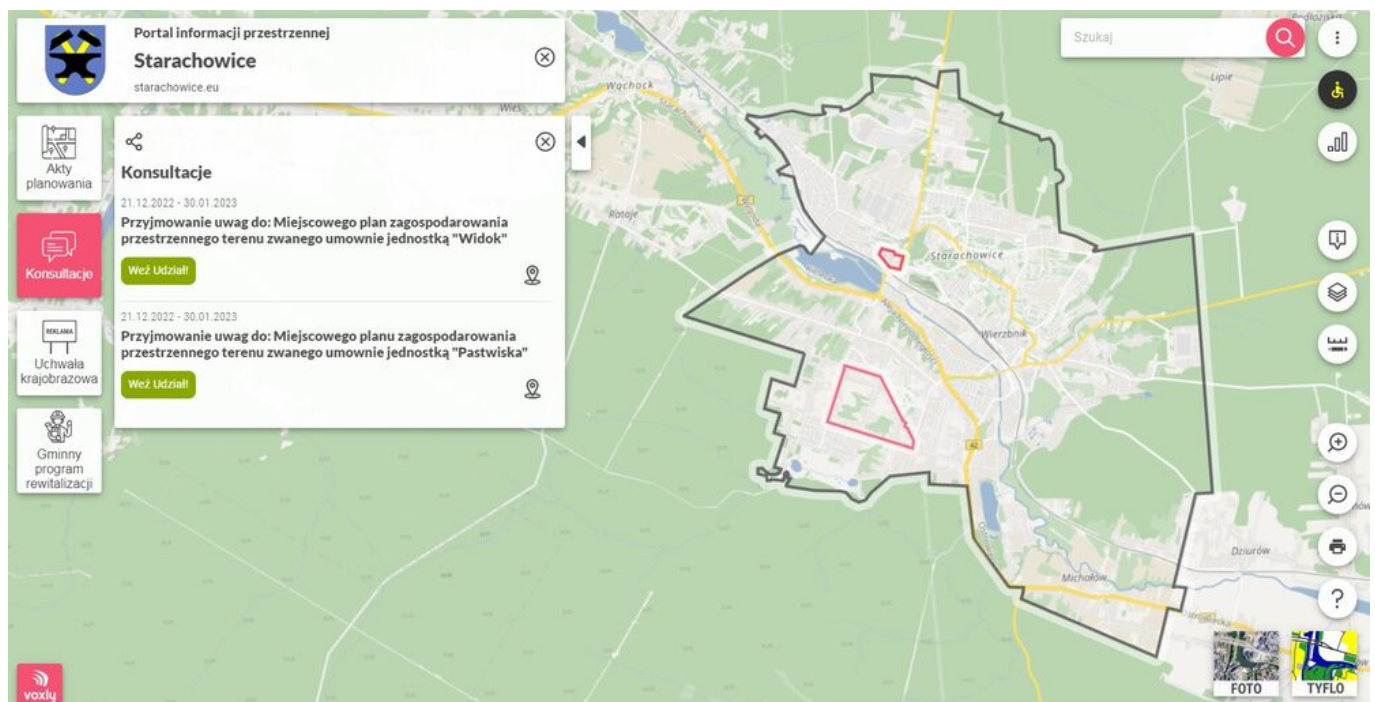 Portal informacji przestrzennej
Starachowice
starachowice.eu
Szukaj
Akty
planowania
Konsultacje
REKLAMA
Uchwała
krajobrazowa
Gminny
program
rewitalizacji
Konsultacje
21.12.2022 - 30.01.2023
Przyjmowanie uwag do: Miejscowego plan zagospodarowania
przestrzennego terenu zwanego umownie jednostką "Widok"
Weź Udział!
21.12.2022 - 30.01.2023
Przyjmowanie uwag do: Miejscowego planu zagospodarowania
przestrzennego terenu zwanego umownie jednostką "Pastwiska"
Weź Udział!
Wąchock
Lipie
Rataje
Starachowice
Wierzbnik
42
Dziurów
Michałów
FOTO
TYFLO
voxly